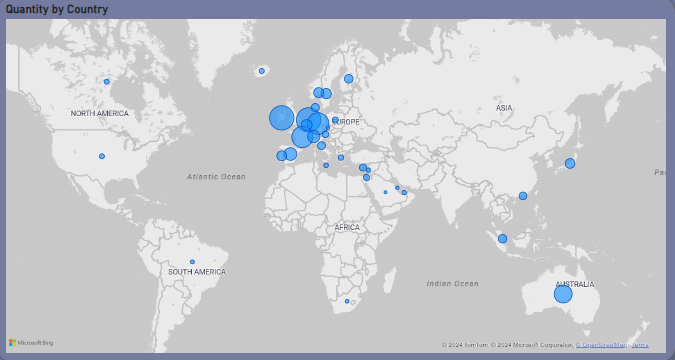 Quantity by Country
NORTH AMERICA
EUROPE
ASIA
Atlantic Ocean
AFRICA
SOUTH AMERICA
Indian Ocean
AUSTRALIA
Microsoft Bing
© 2024 TomTom, © 2024 Microsoft Corporation, © OpenStreetMap Terms